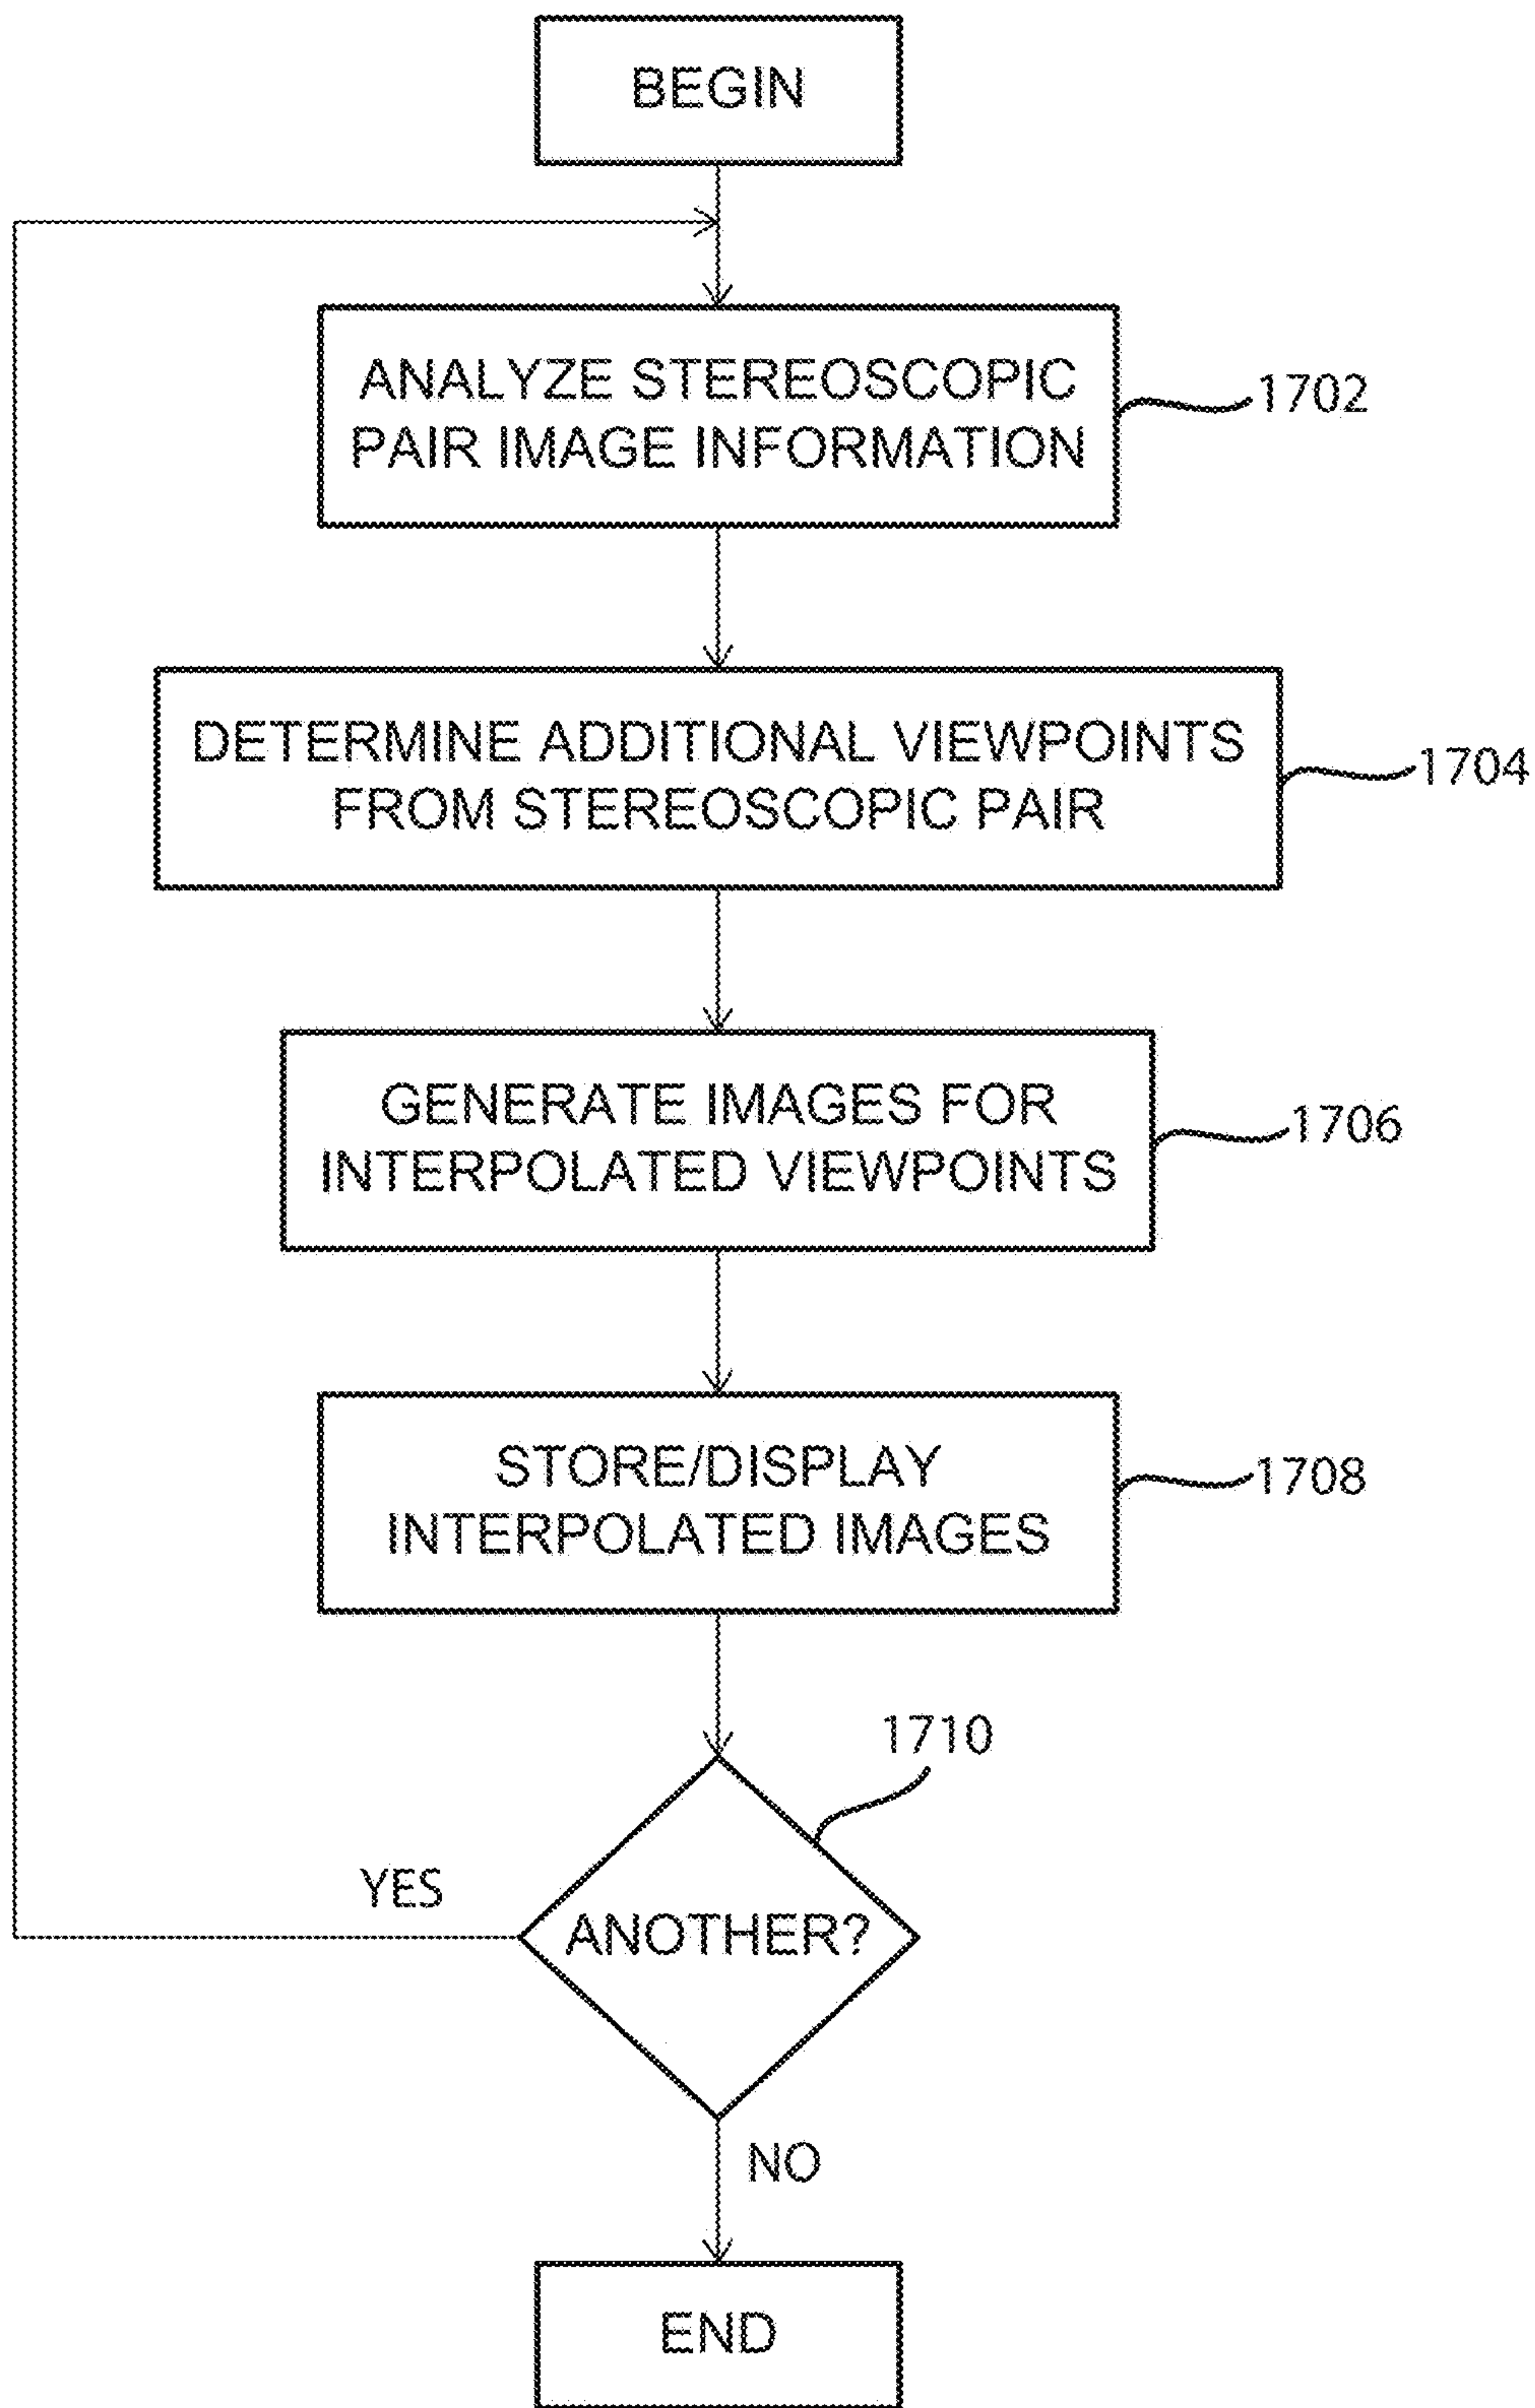 BEGIN
ANALYZE STEREOSCOPIC
PAIR IMAGE INFORMATION
1702
DETERMINE ADDITIONAL VIEWPOINTS
FROM STEREOSCOPIC PAIR
1704
GENERATE IMAGES FOR
INTERPOLATED VIEWPOINTS
1706
STORE/DISPLAY
INTERPOLATED IMAGES
1708
1710
YES
ANOTHER?
NO
END